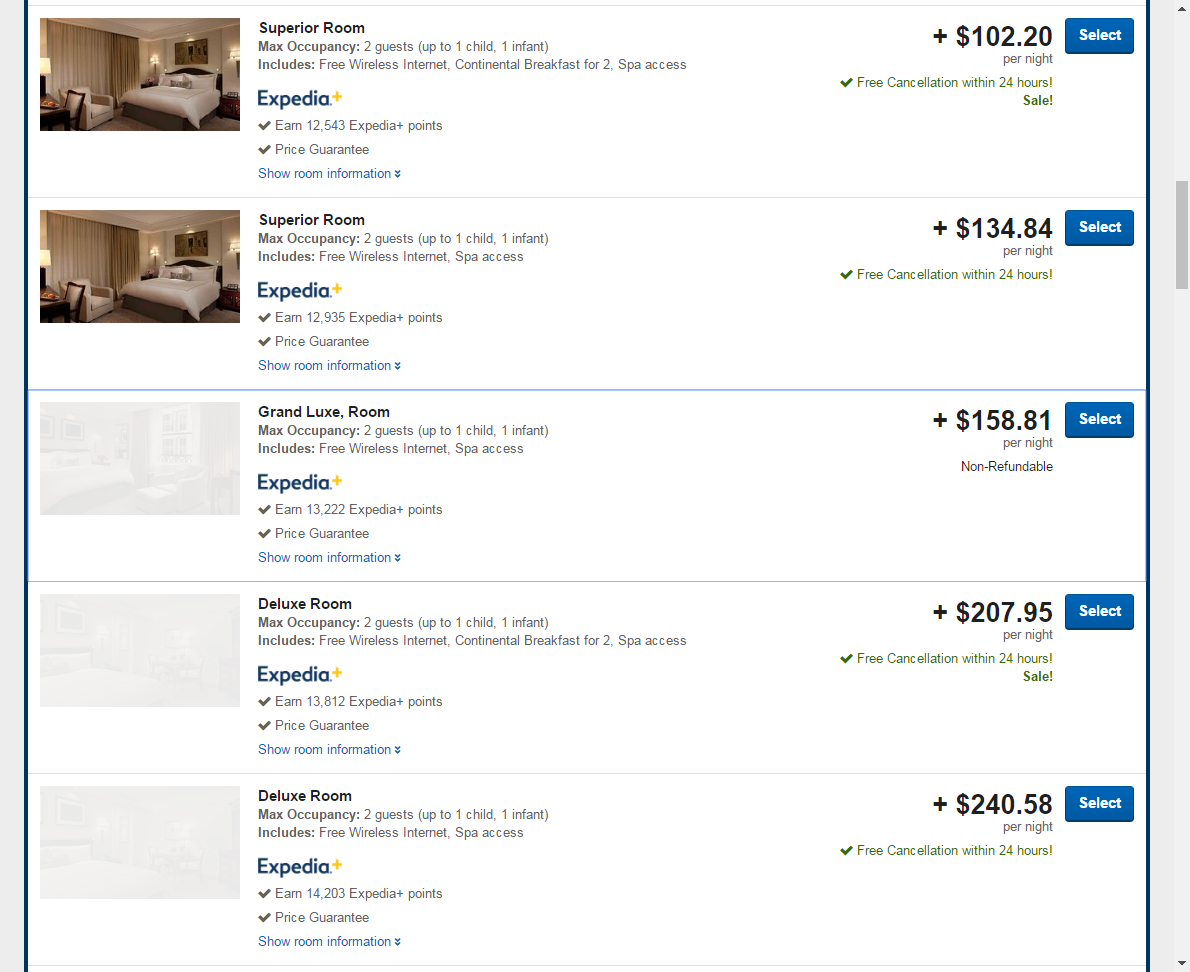 Superior Room
Max Occupancy: 2 guests (up to 1 child, 1 infant)
Includes: Free Wireless Internet, Continental Breakfast for 2, Spa access
Expedia+
Earn 12,543 Expedia+ points
Price Guarantee
Show room information
+ $102.20
per night
Free Cancellation within 24 hours!
Sale!
Select
Superior Room
Max Occupancy: 2 guests (up to 1 child, 1 infant)
Includes: Free Wireless Internet, Spa access
Expedia+
Earn 12,935 Expedia+ points
Price Guarantee
Show room information
+ $134.84
per night
Free Cancellation within 24 hours!
Select
Grand Luxe, Room
Max Occupancy: 2 guests (up to 1 child, 1 infant)
Includes: Free Wireless Internet, Spa access
Expedia+
Earn 13,222 Expedia+ points
Price Guarantee
Show room information
+ $158.81
per night
Non-Refundable
Select
Deluxe Room
Max Occupancy: 2 guests (up to 1 child, 1 infant)
Includes: Free Wireless Internet, Continental Breakfast for 2, Spa access
Expedia+
Earn 13,812 Expedia+ points
Price Guarantee
Show room information
+ $207.95
per night
Free Cancellation within 24 hours!
Sale!
Select
Deluxe Room
Max Occupancy: 2 guests (up to 1 child, 1 infant)
Includes: Free Wireless Internet, Spa access
Expedia+
Earn 14,203 Expedia+ points
Price Guarantee
Show room information
+ $240.58
per night
Free Cancellation within 24 hours!
Select